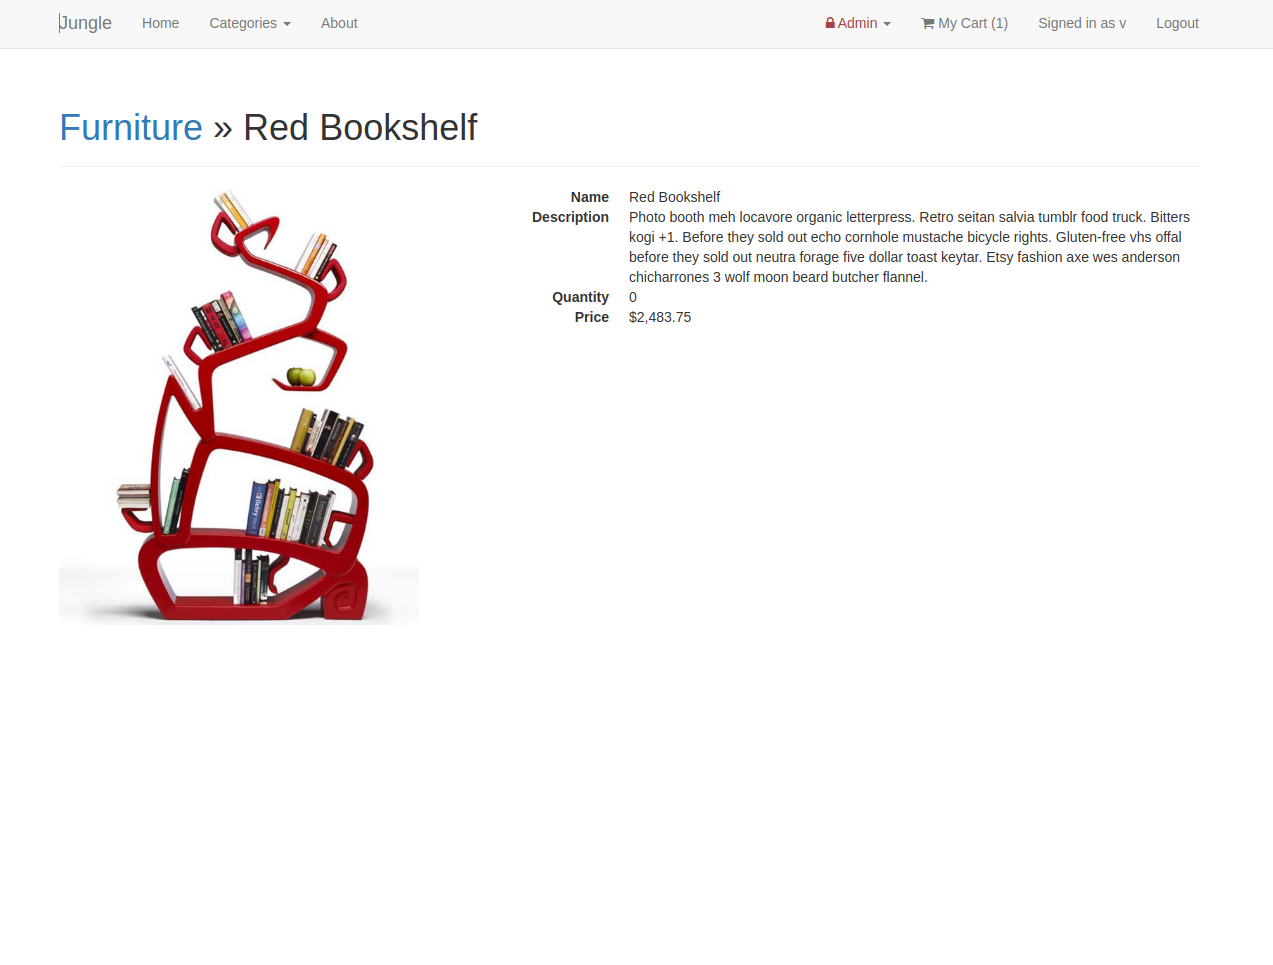 Jungle Home Categories About Admin My Cart (1) Signed in as v Logout
Furniture » Red Bookshelf
Name Red Bookshelf
Description Photo booth meh locavore organic letterpress. Retro seitan salvia tumblr food truck. Bitters
kogi +1. Before they sold out echo cornhole mustache bicycle rights. Gluten-free vhs offal
before they sold out neutra forage five dollar toast keytar. Etsy fashion axe wes anderson
chicharrones 3 wolf moon beard butcher flannel.
Quantity 0
Price $2,483.75